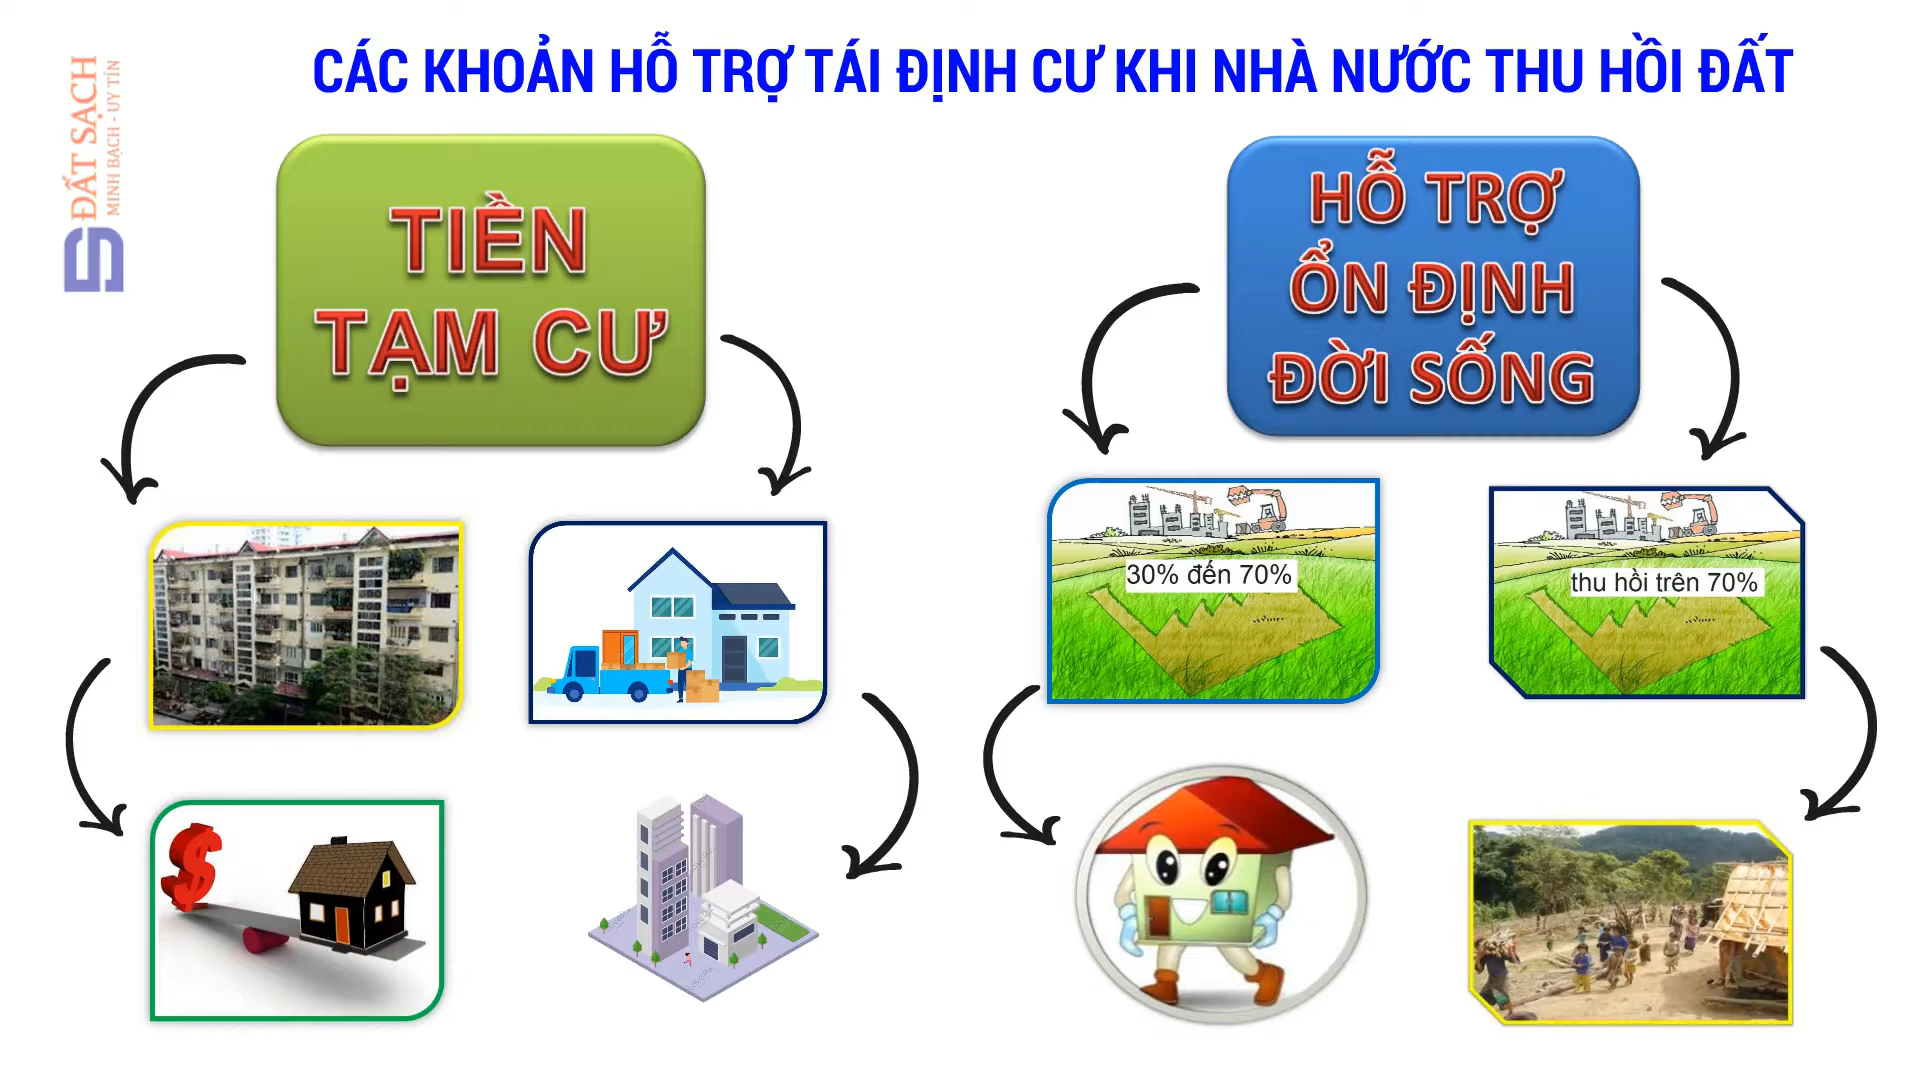 CÁC KHOẢN HỖ TRỢ TÁI ĐỊNH CƯ KHI NHÀ NƯỚC THU HỒI ĐẤT
ĐẤT SẠCH
MINH BẠCH - UY TÍN
TIỀN
TẠM CƯ
HỖ TRỢ
ỔN ĐỊNH
ĐỜI SỐNG
30% đến 70%
thu hồi trên 70%